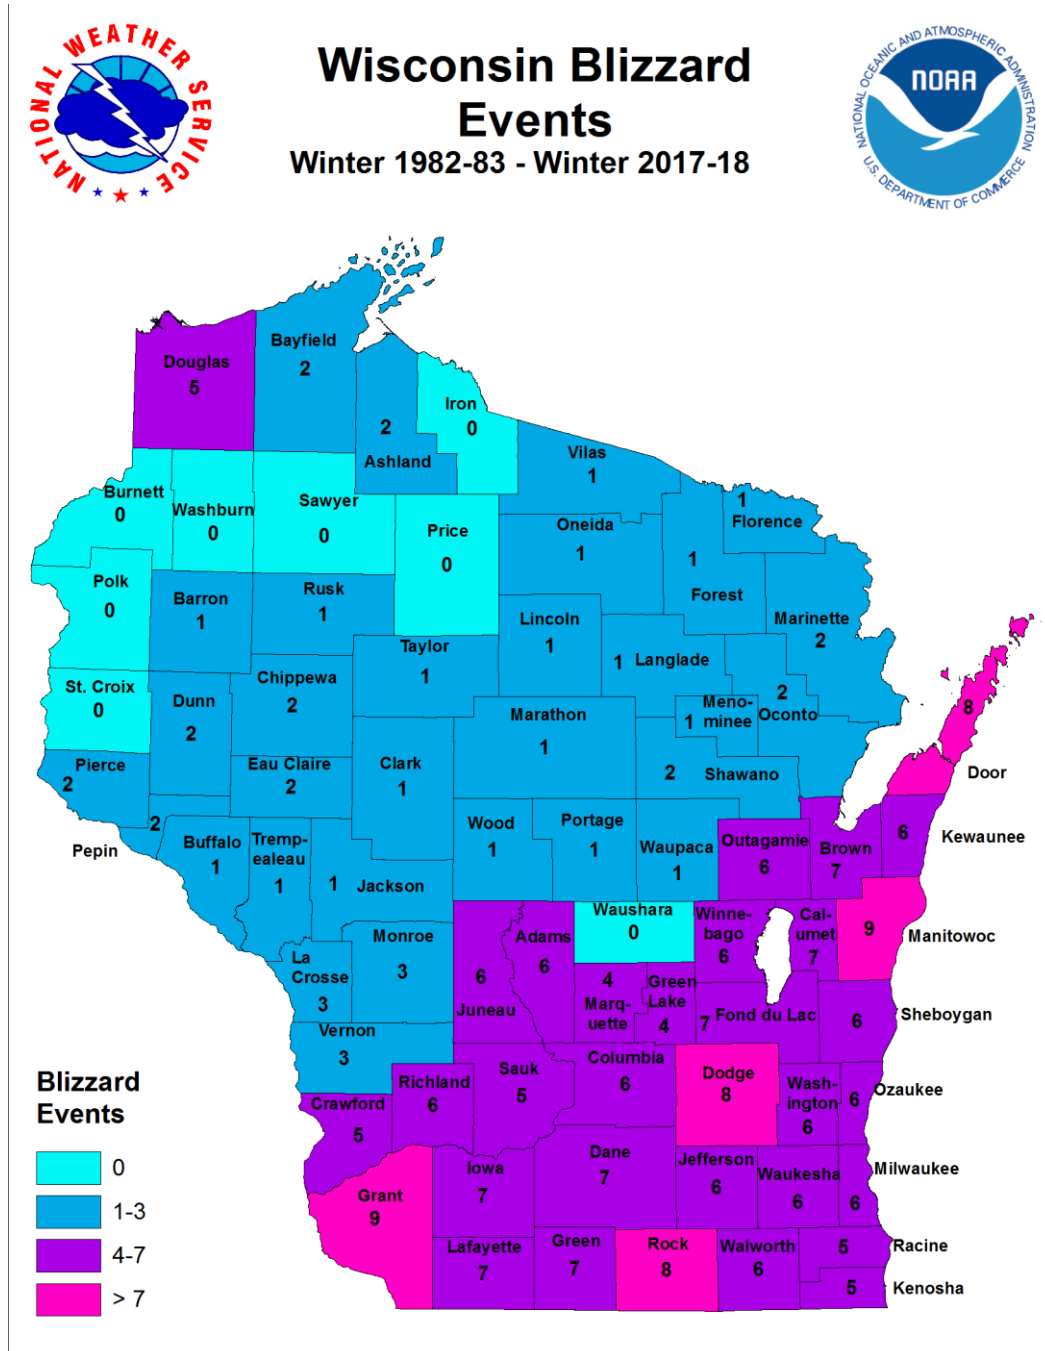 NATIONAL WEATHER SERVICE
NATIONAL OCEANIC AND ATMOSPHERIC ADMINISTRATION
U.S. DEPARTMENT OF COMMERCE
NOAA
Wisconsin Blizzard
Events
Winter 1982-83 - Winter 2017-18
Douglas
5
Bayfield
2
2
Ashland
Iron
0
Vilas
1
Burnett
0
Washburn
0
Sawyer
0
Price
0
Oneida
1
1
Florence
1
Forest
Marinette
2
Polk
0
Barron
1
Rusk
1
Taylor
1
Lincoln
1
1 Langlade
2
Oconto
St. Croix
0
Dunn
2
Chippewa
2
Marathon
1
Meno-
1 minee
8
Door
Pierce
2
Eau Claire
2
Clark
1
2 Shawano
2
Pepin
Buffalo
1
Tremp-
ealeau
1
1 Jackson
Wood
1
Portage
1
Waupaca
1
Outagamie
6
Brown
7
6
Kewaunee
Waushara
0
Winne-
bago
6
Cal-
umet
7
9
Manitowoc
La
Crosse
3
Monroe
3
6
Juneau
Adams
6
4
Marq-
uette
Green
Lake
4
7 Fond du Lac
6
Sheboygan
Vernon
3
Richland
6
Sauk
5
Columbia
6
Dodge
8
Wash-
ington
6
6
Ozaukee
Crawford
5
Grant
9
Iowa
7
Dane
7
Jefferson
6
Waukesha
6
6
Milwaukee
Lafayette
7
Green
7
Rock
8
Walworth
6
5
Racine
5
Kenosha
Blizzard
Events
0
1-3
4-7
> 7